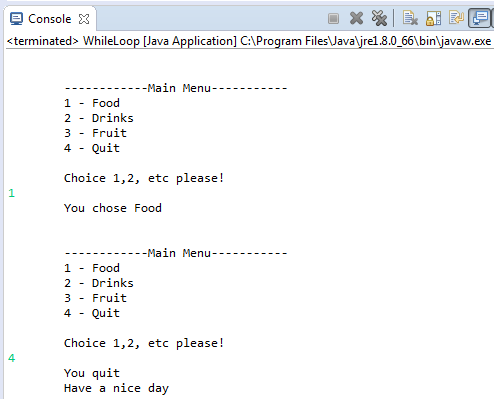 Console
<terminated> WhileLoop [Java Application] C:\Program Files\Java\jre1.8.0_66\bin\javaw.exe
------------Main Menu-----------
1 - Food
2 - Drinks
3 - Fruit
4 - Quit
Choice 1,2, etc please!
1
You chose Food
------------Main Menu-----------
1 - Food
2 - Drinks
3 - Fruit
4 - Quit
Choice 1,2, etc please!
4
You quit
Have a nice day